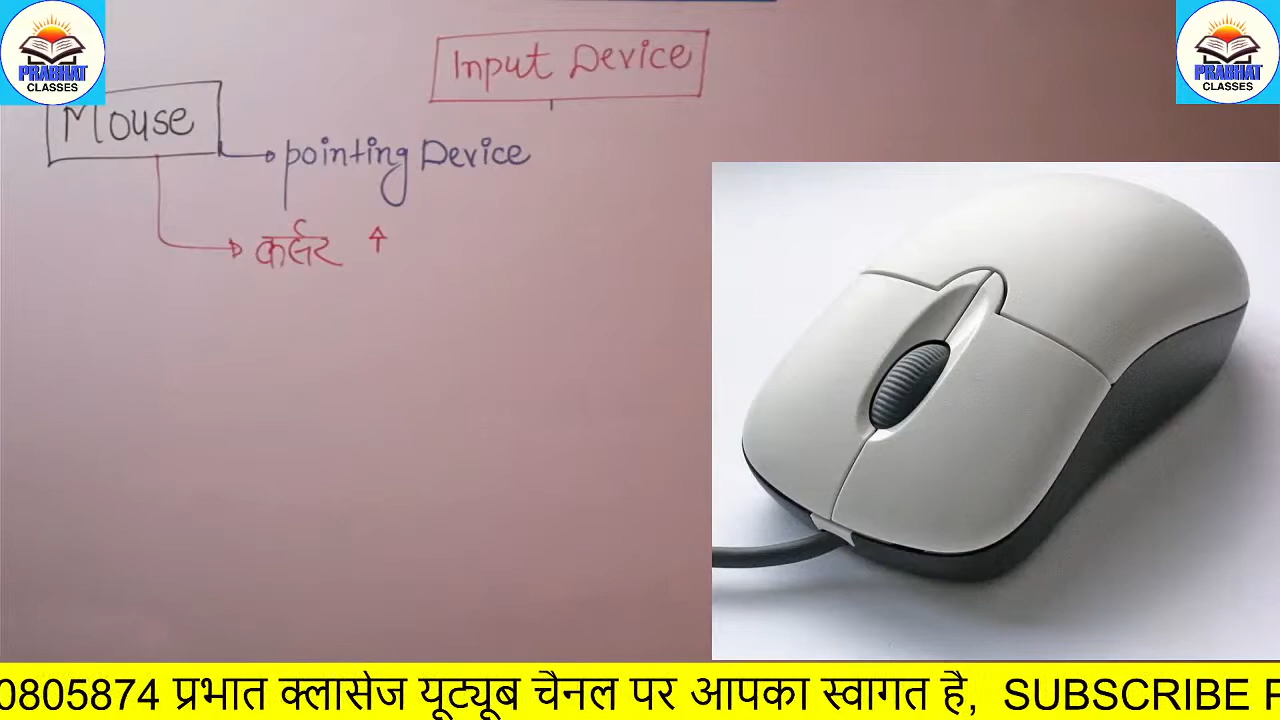 PRABHAT
CLASSES
PRABHAT
CLASSES
Input Device
Mouse
pointing Device
कर्सर ↑
0805874 प्रभात क्लासेज यूट्यूब चैनल पर आपका स्वागत है, SUBSCRIBE